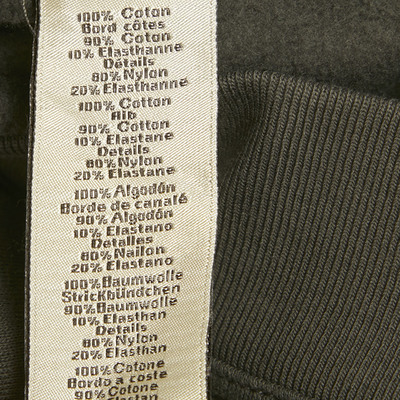 100% Coton
Bord côtes
90% Coton
10% Elasthanne
Détails
80% Nylon
20% Elasthanne
100% Cotton
Rib
90% Cotton
10% Elastane
Details
80% Nylon
20% Elastane
100% Algodón
Borde de canalé
90% Algodón
10% Elastano
Detalles
80% Nailon
20% Elastano
100% Baumwolle
Strickbündchen
90% Baumwolle
10% Elasthan
Details
80% Nylon
20% Elasthan
100% Cotone
Bordo a coste
90% Cotone
Elastan